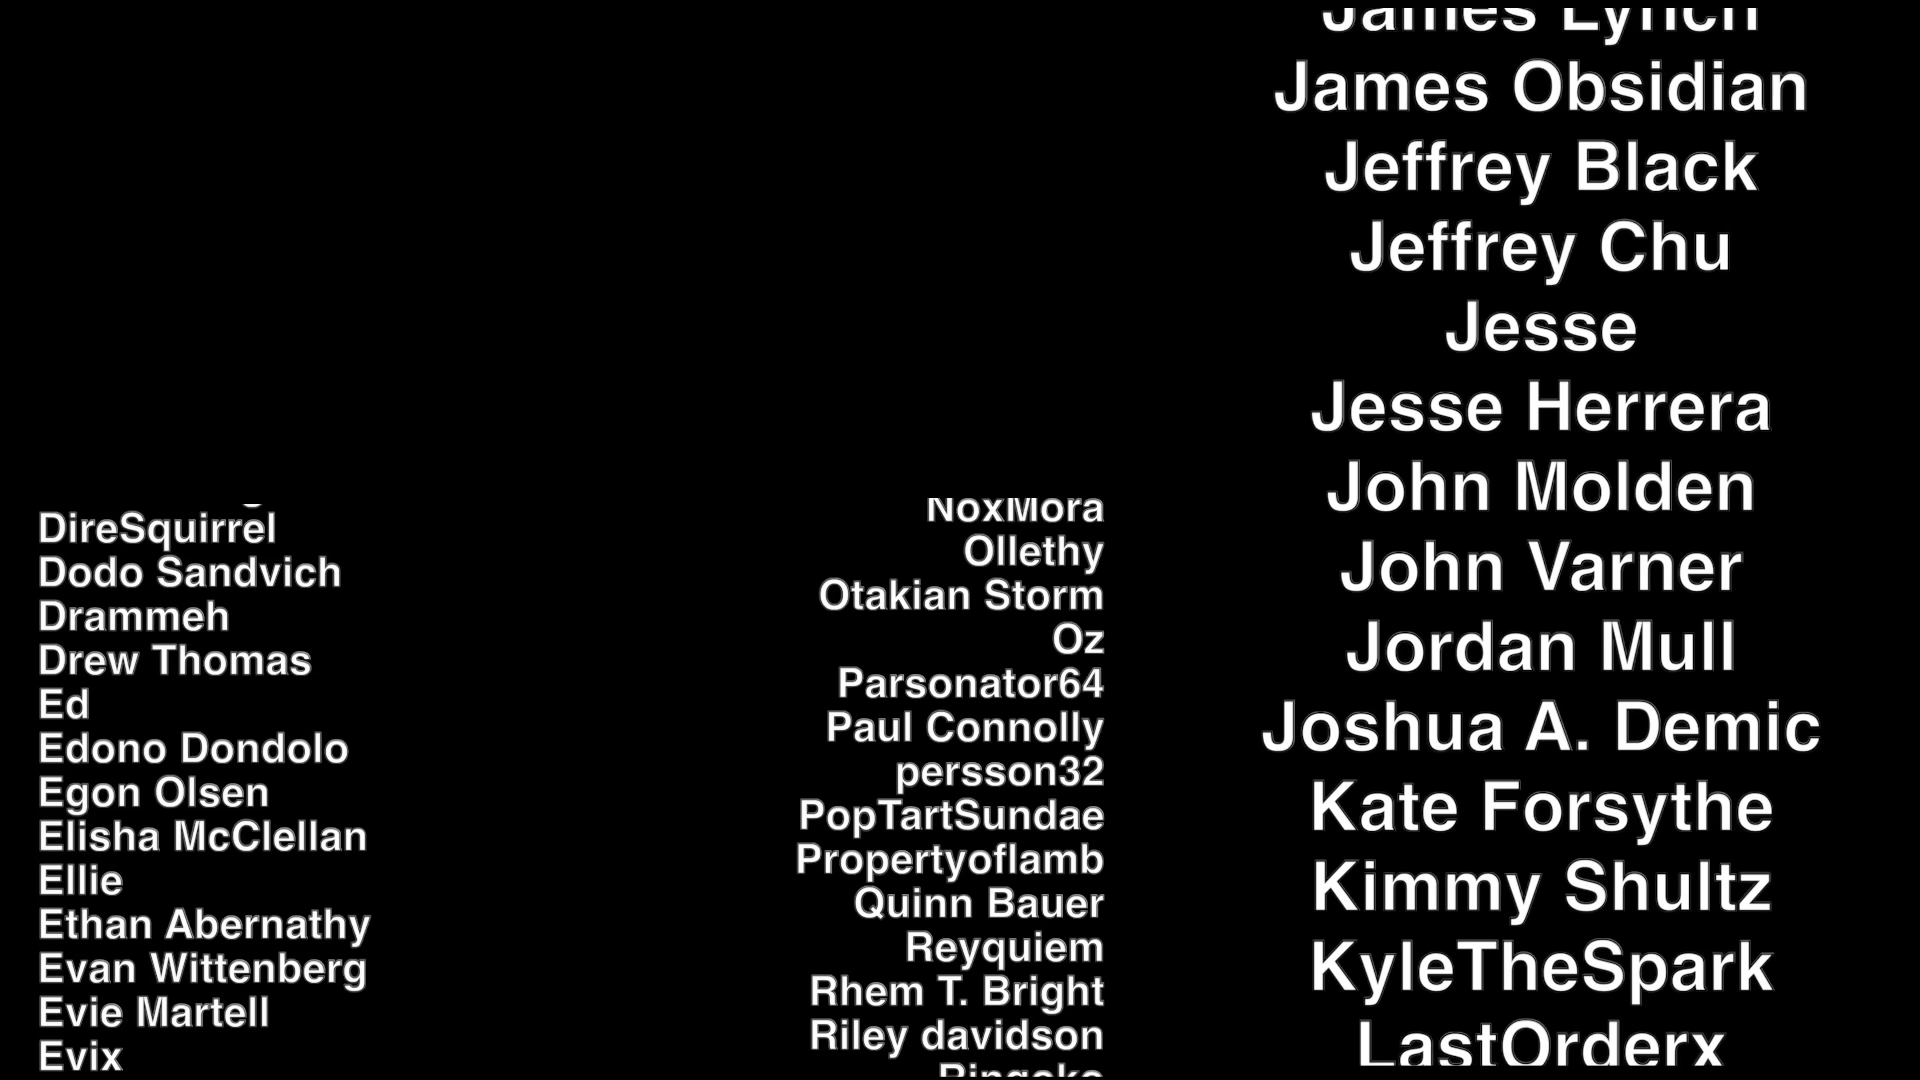 DireSquirrel
Dodo Sandvich
Drammeh
Drew Thomas
Ed
Edono Dondolo
Egon Olsen
Elisha McClellan
Ellie
Ethan Abernathy
Evan Wittenberg
Evie Martell
Evix
NoxMora
Ollethy
Otakian Storm
Oz
Parsonator64
Paul Connolly
persson32
PopTartSundae
Propertyoflamb
Quinn Bauer
Reyquiem
Rhem T. Bright
Riley davidson
James Lynch
James Obsidian
Jeffrey Black
Jeffrey Chu
Jesse
Jesse Herrera
John Molden
John Varner
Jordan Mull
Joshua A. Demic
Kate Forsythe
Kimmy Shultz
KyleTheSpark
LastOrderx